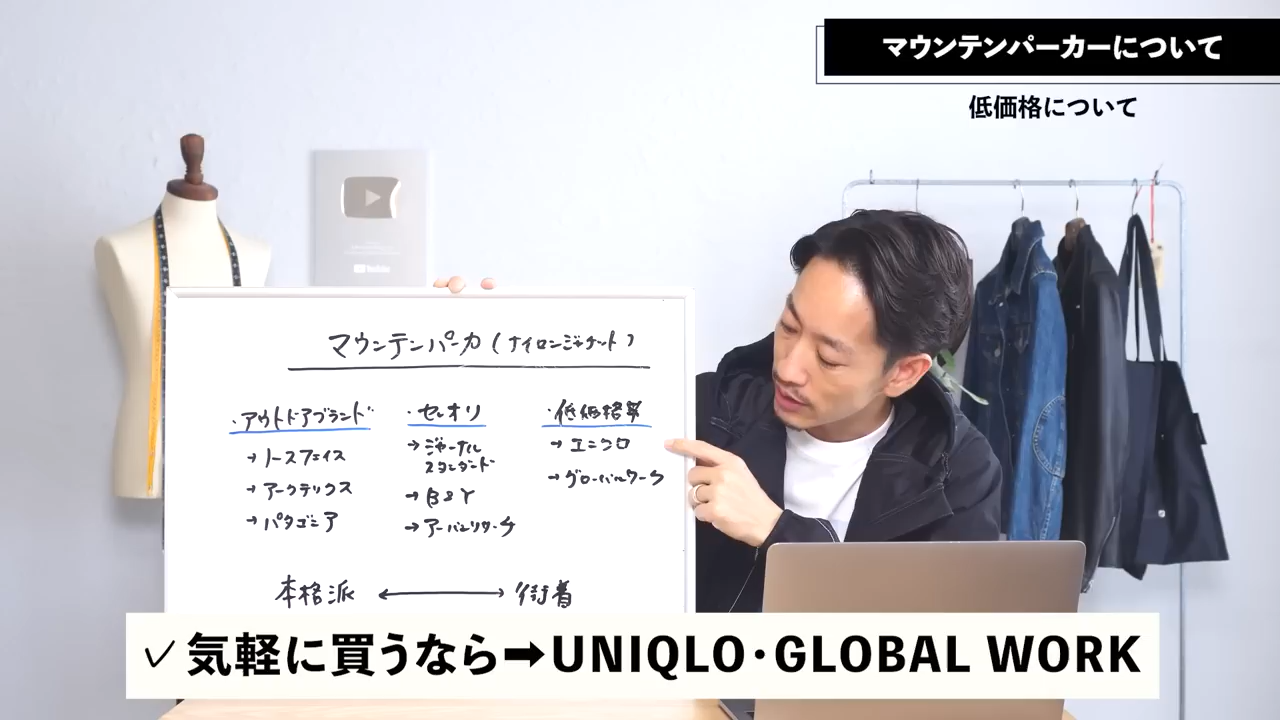 マウンテンパーカーについて
低価格について
YouTube
マウンテンパーカ(ナイロンジャケット)
・アウトドアブランド
→ノースフェイス
→アークテリクス
→パタゴニア
・セレオリ
→ジャーナル
スタンダード
→B&Y
→アーバンリサーチ
・低価格帯
→ユニクロ
→グローバルワーク
本格派 ⟷ 街着
✓気軽に買うなら➡UNIQLO・GLOBAL WORK